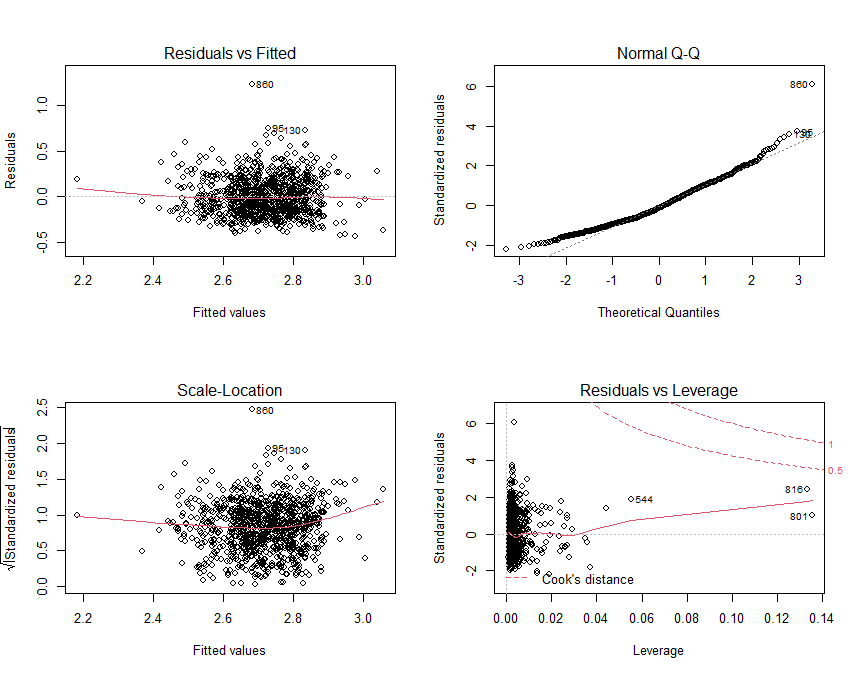 Residuals vs Fitted
Residuals
1.0
0.5
0.0
-0.5
860
95
130
2.2 2.4 2.6 2.8 3.0
Fitted values
Normal Q-Q
Standardized residuals
6
4
2
0
-2
860
95
130
-3 -2 -1 0 1 2 3
Theoretical Quantiles
Scale-Location
√|Standardized residuals|
2.5
2.0
1.5
1.0
0.5
0.0
860
95
130
2.2 2.4 2.6 2.8 3.0
Fitted values
Residuals vs Leverage
Standardized residuals
6
4
2
0
-2
1
0.5
816
544
801
Cook's distance
0.00 0.02 0.04 0.06 0.08 0.10 0.12 0.14
Leverage